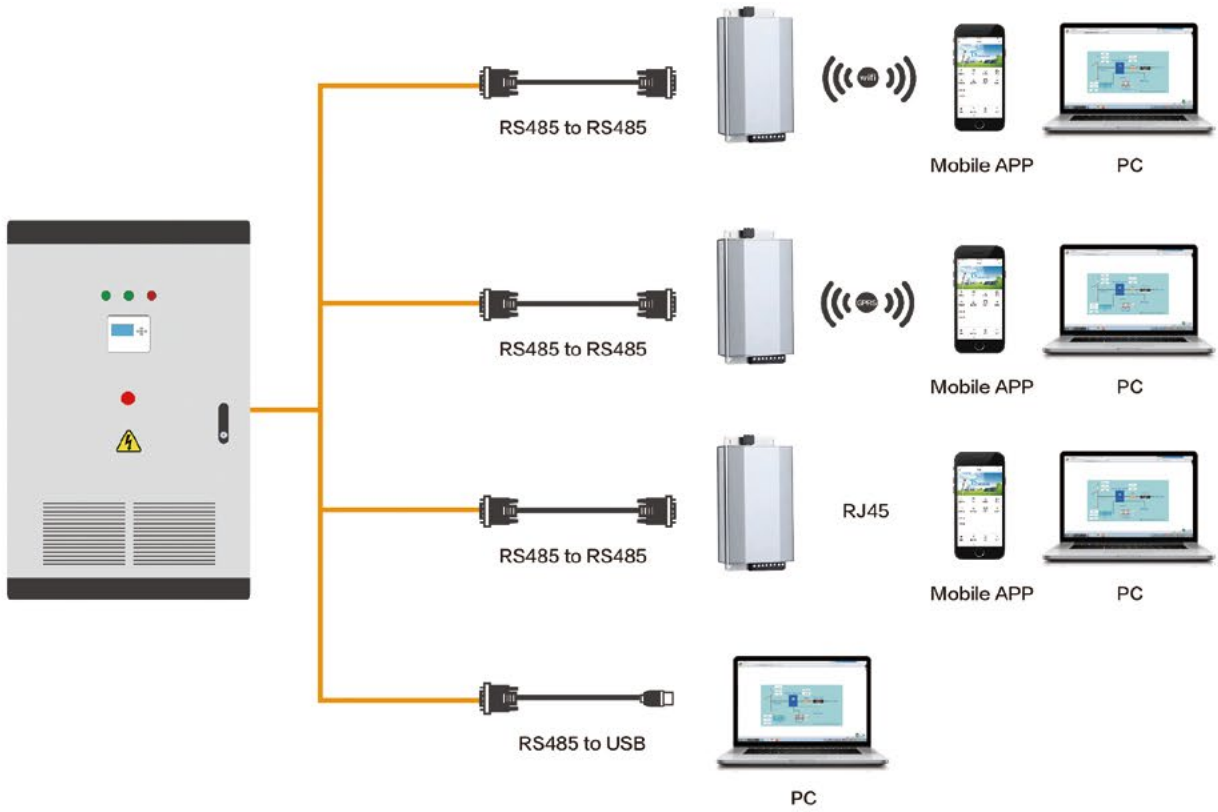 wifi
RS485 to RS485
Mobile APP
PC
GPRS
RS485 to RS485
Mobile APP
PC
RJ45
RS485 to RS485
Mobile APP
PC
RS485 to USB
PC